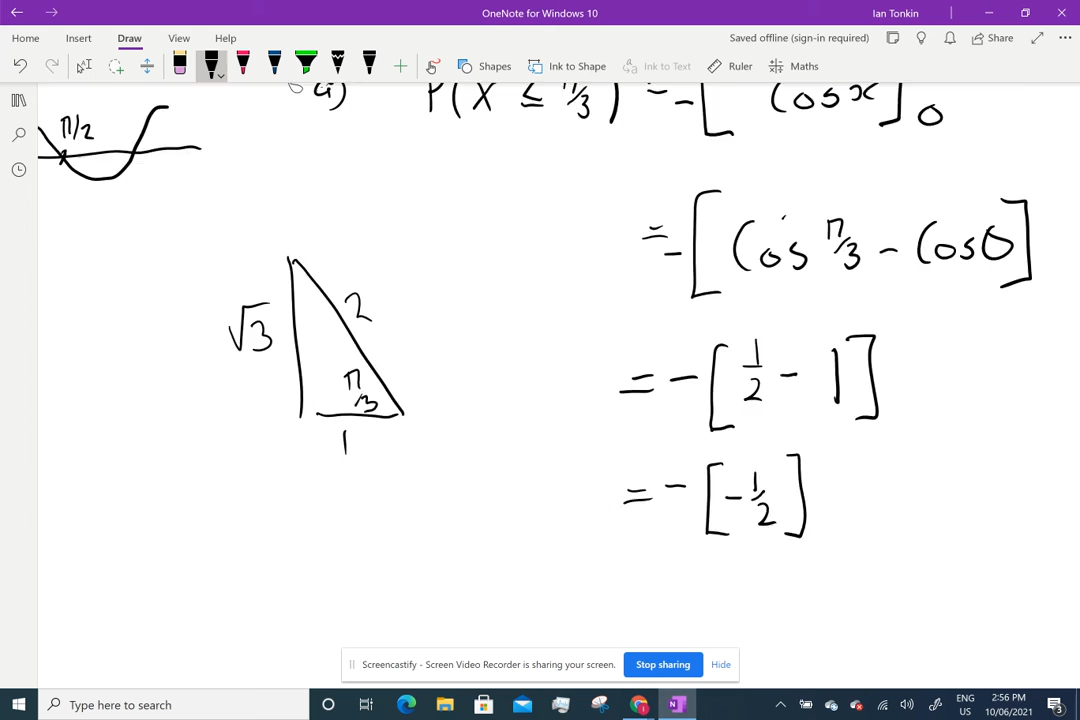 OneNote for Windows 10
Ian Tonkin
Home Insert Draw View Help
Saved offline (sign-in required)
Share
Shapes
Ink to Shape
Ink to Text
Ruler
Maths
P(X ≤ π/3) = -[ cos x]0
π/2
= -[cos π/3 - cos 0]
√3
2
π/3
1
= -[1/2 - 1]
= -[-1/2]
Screencastify - Screen Video Recorder is sharing your screen.
Stop sharing
Hide
Type here to search
ENG
US
2:56 PM
10/06/2021
3